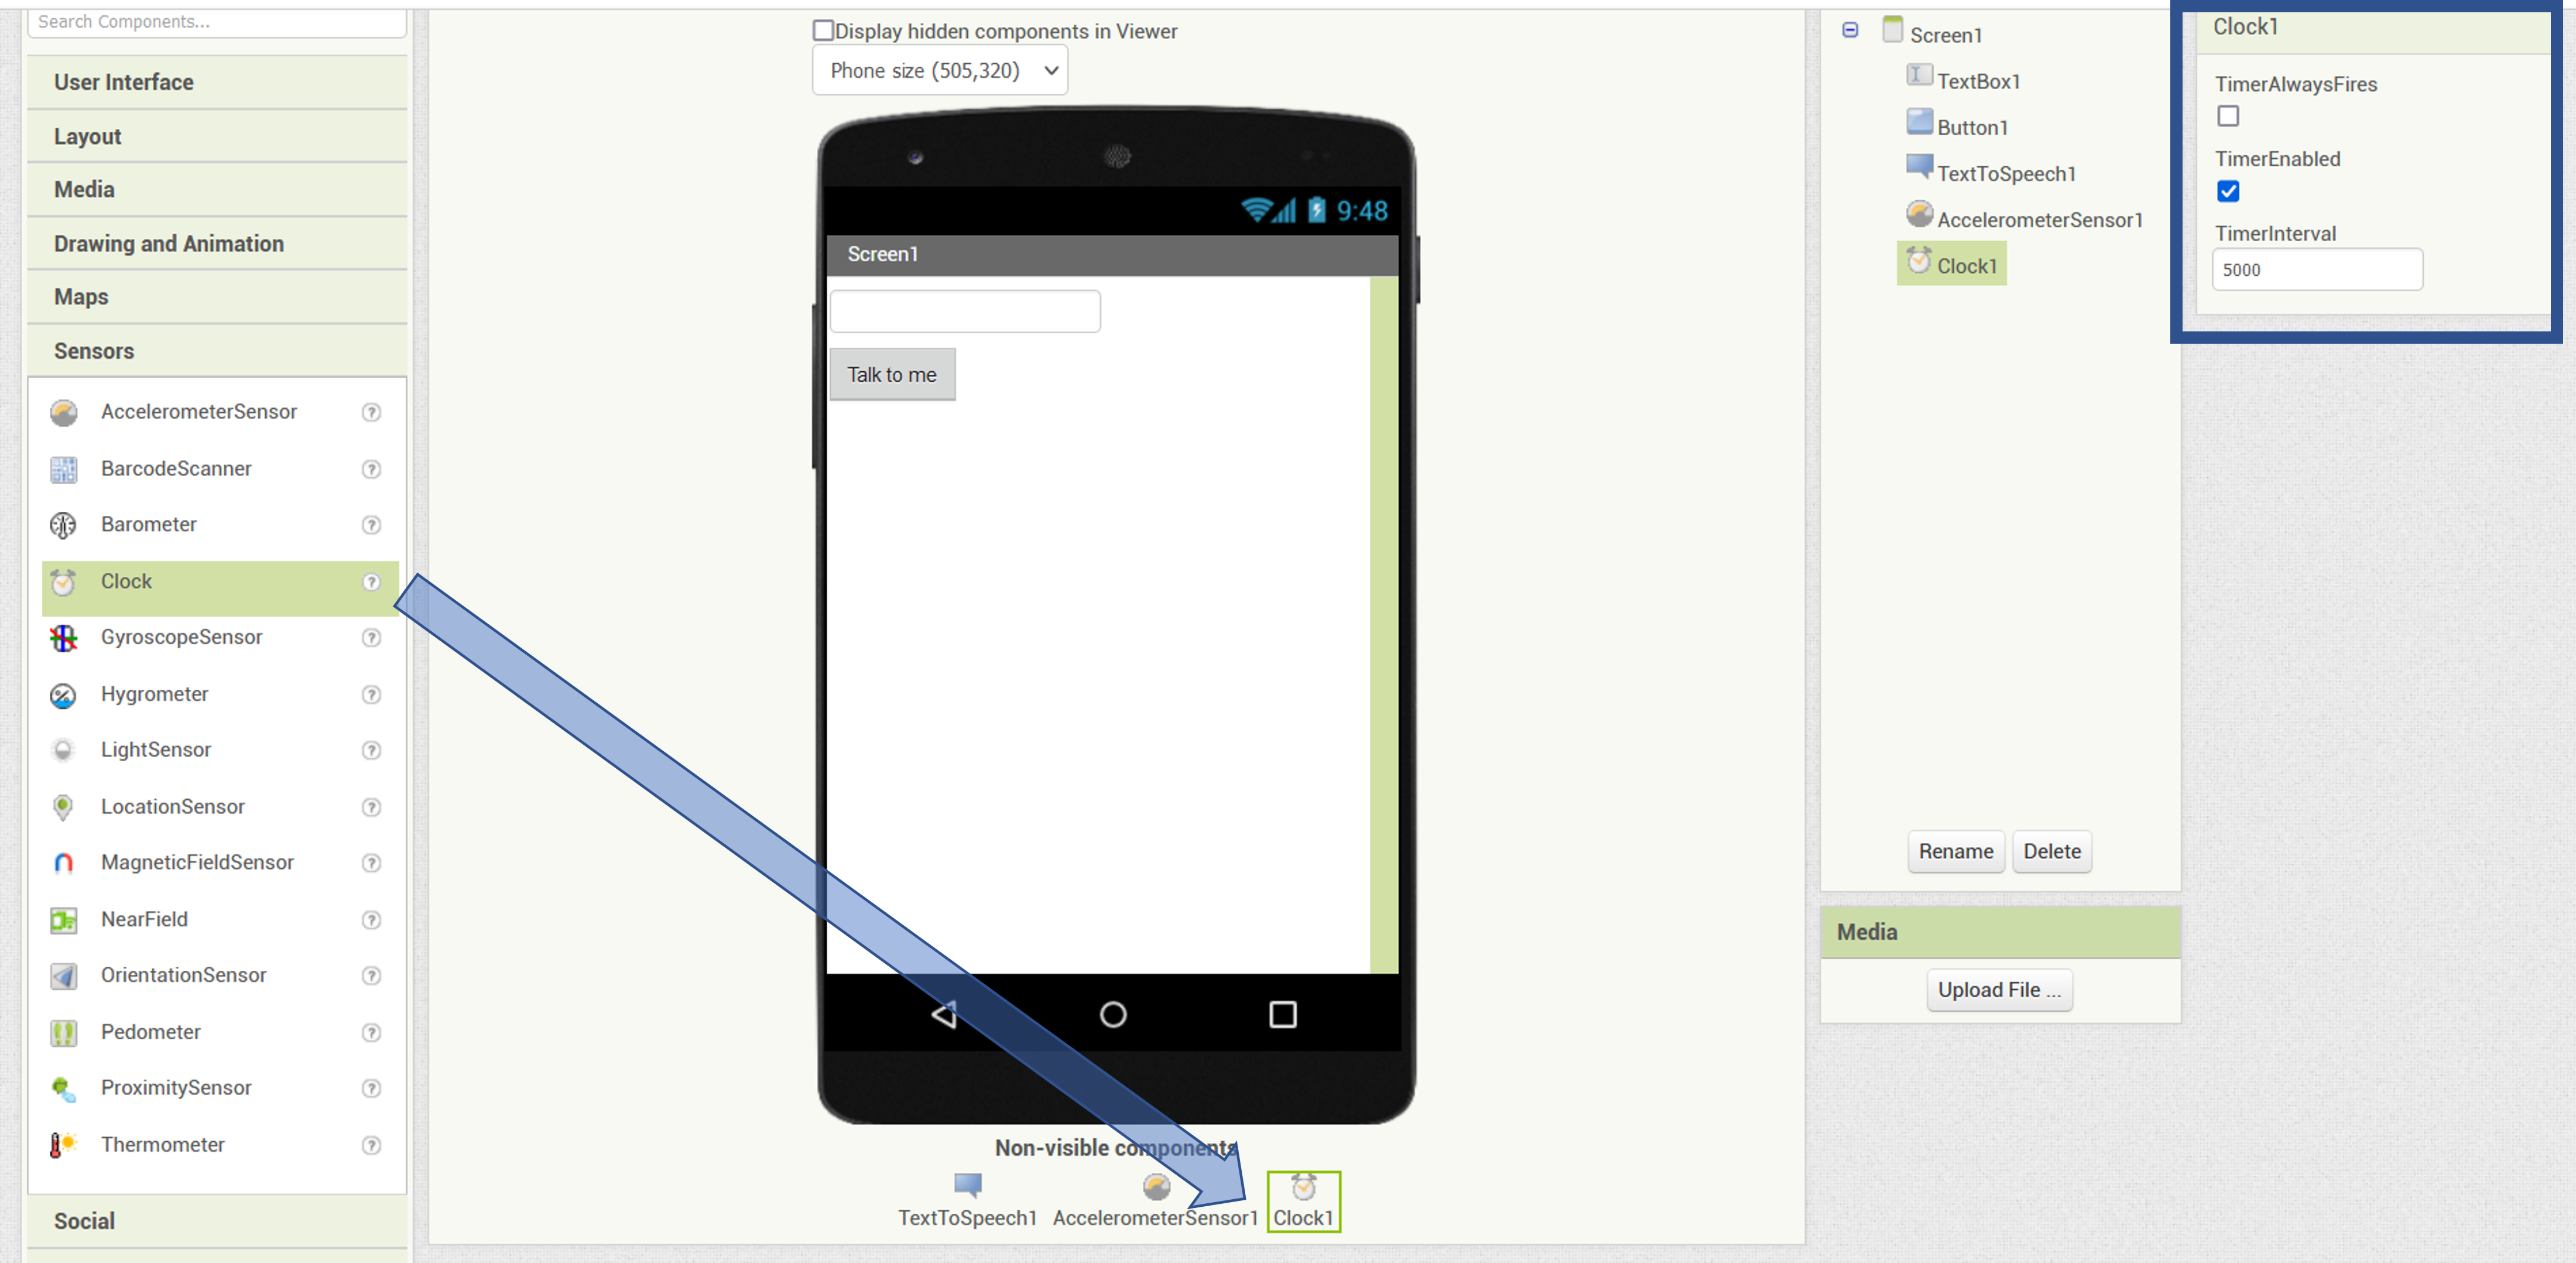 Search Components...
User Interface
Layout
Media
Drawing and Animation
Maps
Sensors
AccelerometerSensor
BarcodeScanner
Barometer
Clock
GyroscopeSensor
Hygrometer
LightSensor
LocationSensor
MagneticFieldSensor
NearField
OrientationSensor
Pedometer
ProximitySensor
Thermometer
Social
Display hidden components in Viewer
Phone size (505,320)
9:48
Screen1
Talk to me
Non-visible components
TextToSpeech1 AccelerometerSensor1 Clock1
Screen1
TextBox1
Button1
TextToSpeech1
AccelerometerSensor1
Clock1
Rename Delete
Media
Upload File ...
Clock1
TimerAlwaysFires
TimerEnabled
TimerInterval
5000